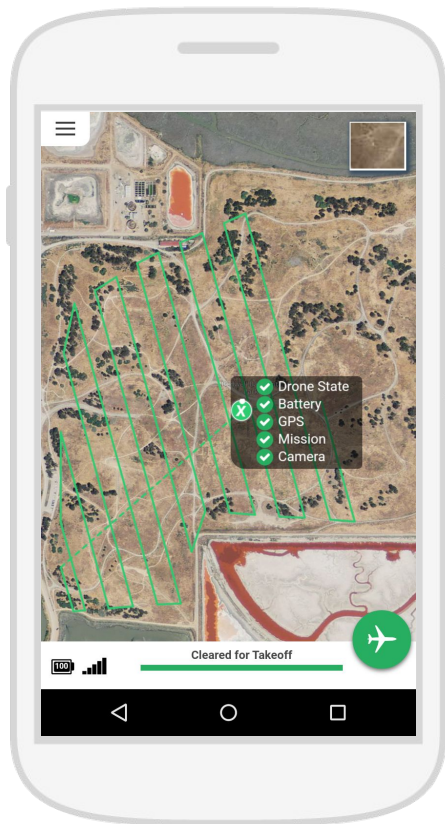 Drone State
X
Battery
GPS
Mission
Camera
Cleared for Takeoff
100